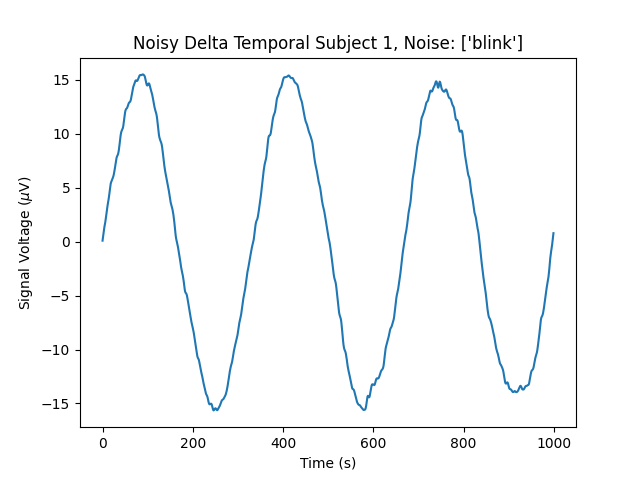 Noisy Delta Temporal Subject 1, Noise: ['blink']
15
10
5
0
−5
−10
−15
Signal Voltage (μV)
0 200 400 600 800 1000
Time (s)